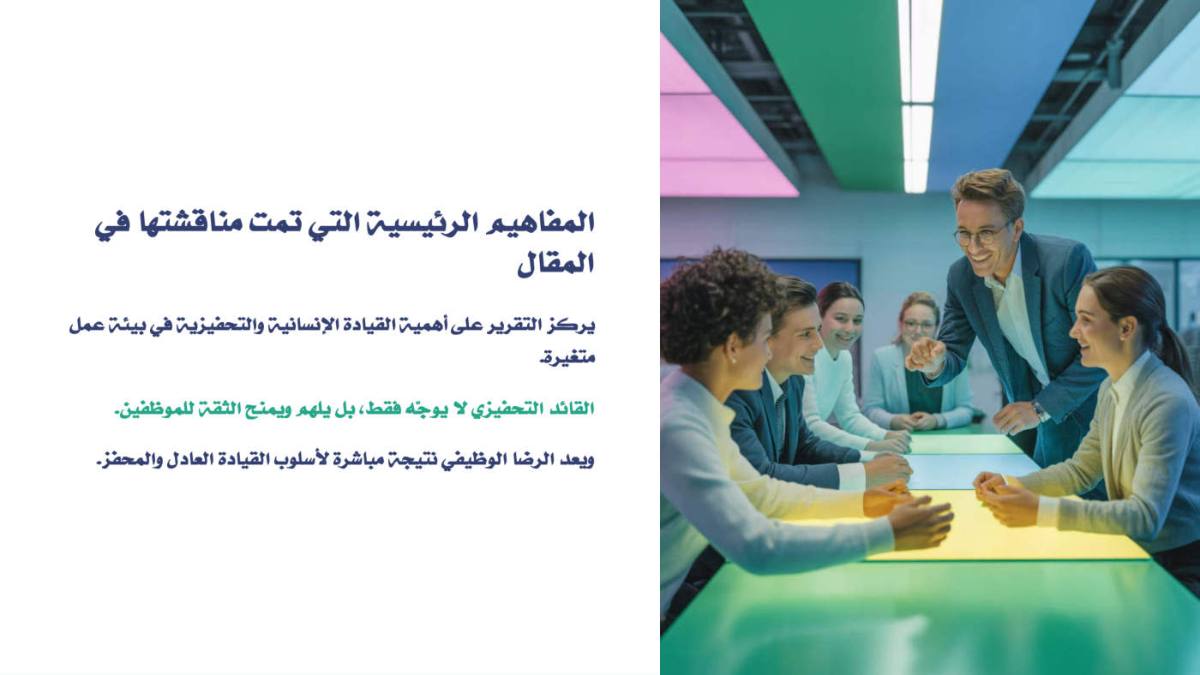 المفاهيم الرئيسية التي تمت مناقشتها في
المقال
يركز التقرير على أهمية القيادة الإنسانية والتحفيزية في بيئة عمل
متغيرة.
القائد التحفيزي لا يوجّه فقط، بل يلهم ويمنح الثقة للموظفين.
ويعد الرضا الوظيفي نتيجة مباشرة لأسلوب القيادة العادل والمحفز.